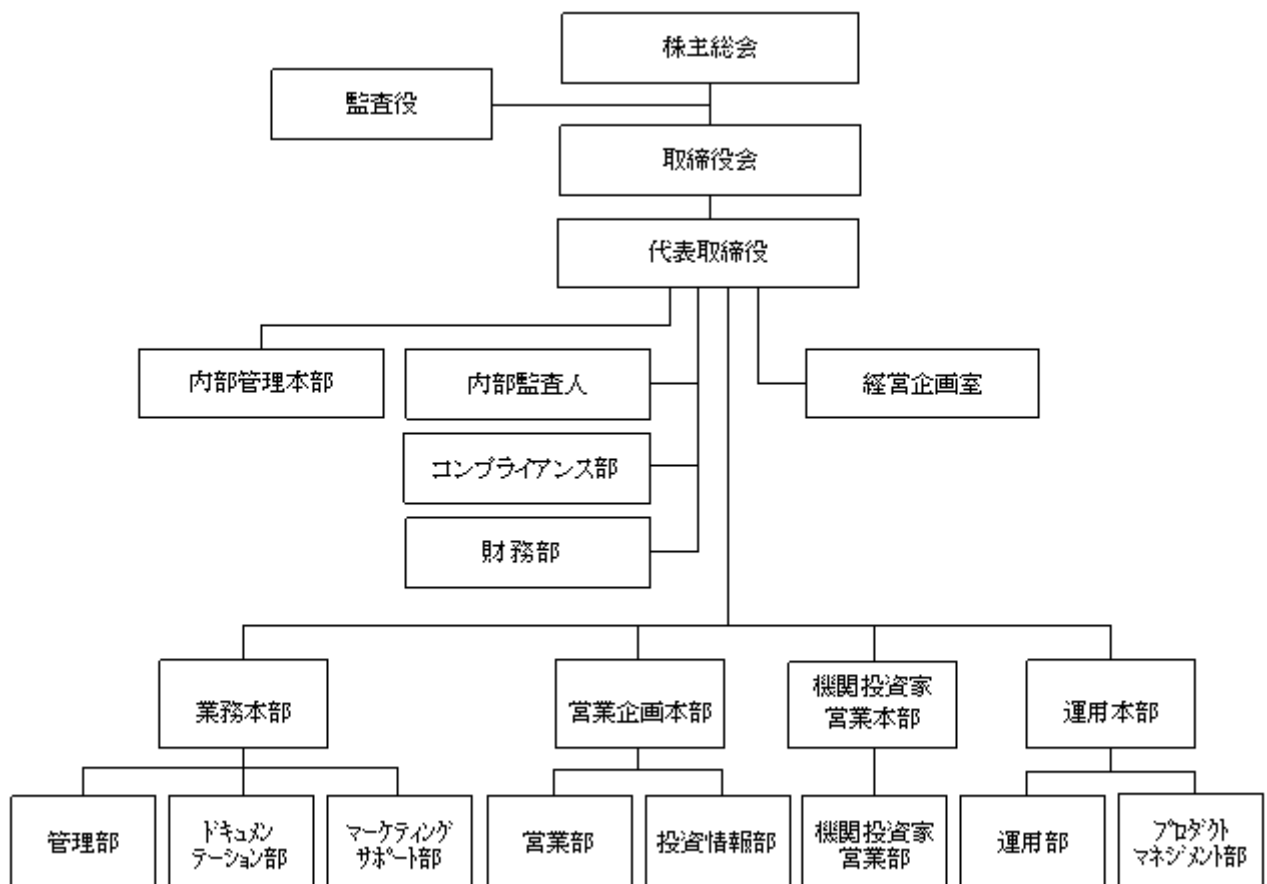 株主総会
監査役
取締役会
代表取締役
内部管理本部
内部監査人
経営企画室
コンプライアンス部
財務部
業務本部
営業企画本部
機関投資家
営業本部
運用本部
管理部
ドキュメン
テーション部
マーケティング
サポート部
営業部
投資情報部
機関投資家
営業部
運用部
プロダクト
マネジメント部